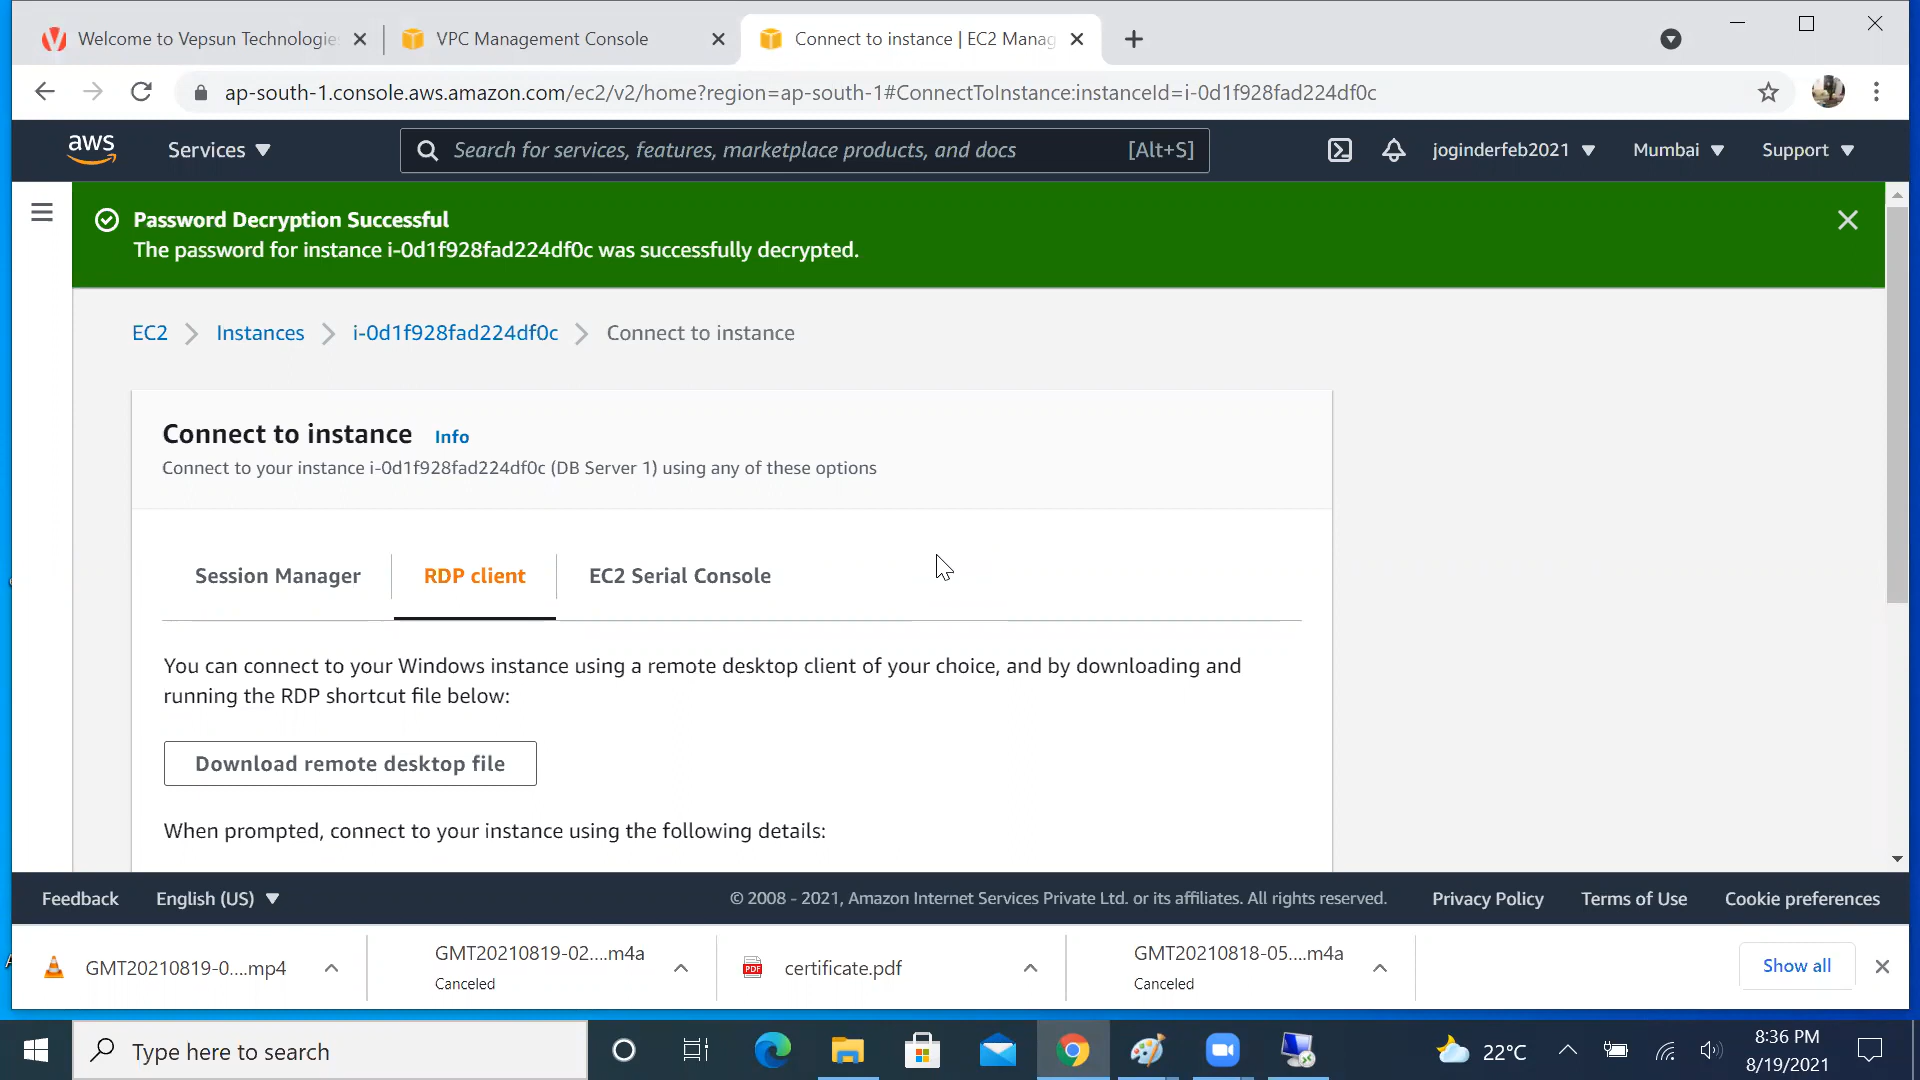 Welcome to Vepsun Technologie
VPC Management Console
Connect to instance | EC2 Manag
ap-south-1.console.aws.amazon.com/ec2/v2/home?region=ap-south-1#ConnectToInstance:instanceId=i-0d1f928fad224df0c
aws
Services
Search for services, features, marketplace products, and docs
[Alt+S]
joginderfeb2021
Mumbai
Support
Password Decryption Successful
The password for instance i-0d1f928fad224df0c was successfully decrypted.
EC2
Instances
i-0d1f928fad224df0c
Connect to instance
Connect to instance Info
Connect to your instance i-0d1f928fad224df0c (DB Server 1) using any of these options
Session Manager
RDP client
EC2 Serial Console
You can connect to your Windows instance using a remote desktop client of your choice, and by downloading and
running the RDP shortcut file below:
Download remote desktop file
When prompted, connect to your instance using the following details:
Feedback
English (US)
© 2008 - 2021, Amazon Internet Services Private Ltd. or its affiliates. All rights reserved.
Privacy Policy
Terms of Use
Cookie preferences
GMT20210819-0....mp4
GMT20210819-02....m4a
Canceled
PDF
certificate.pdf
GMT20210818-05....m4a
Canceled
Show all
Type here to search
22°C
8:36 PM
8/19/2021